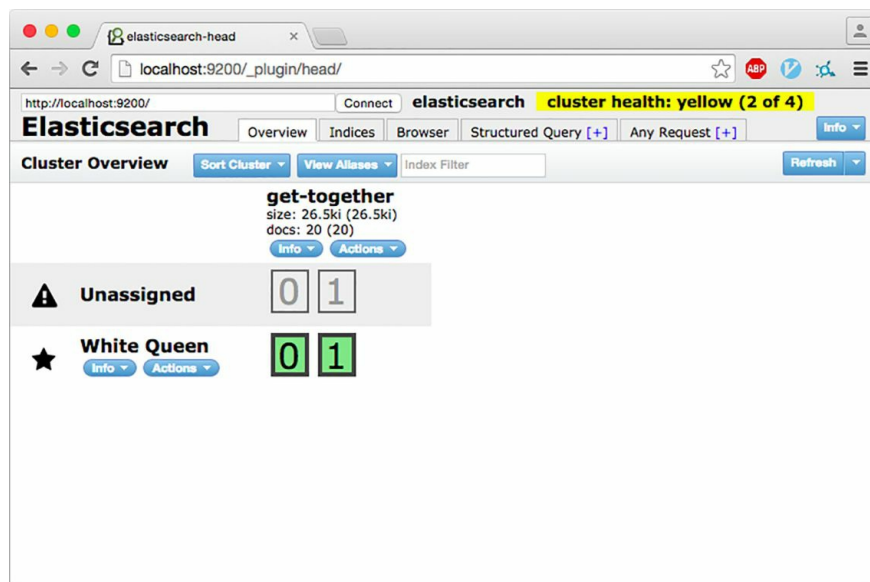 elasticsearch-head ×
localhost:9200/_plugin/head/ ABP
http://localhost:9200/ Connect elasticsearch cluster health: yellow (2 of 4)
Elasticsearch Overview Indices Browser Structured Query [+] Any Request [+] Info
Cluster Overview Sort Cluster View Aliases Index Filter Refresh
get-together
size: 26.5ki (26.5ki)
docs: 20 (20)
Info Actions
Unassigned 0 1
White Queen 0 1
Info Actions